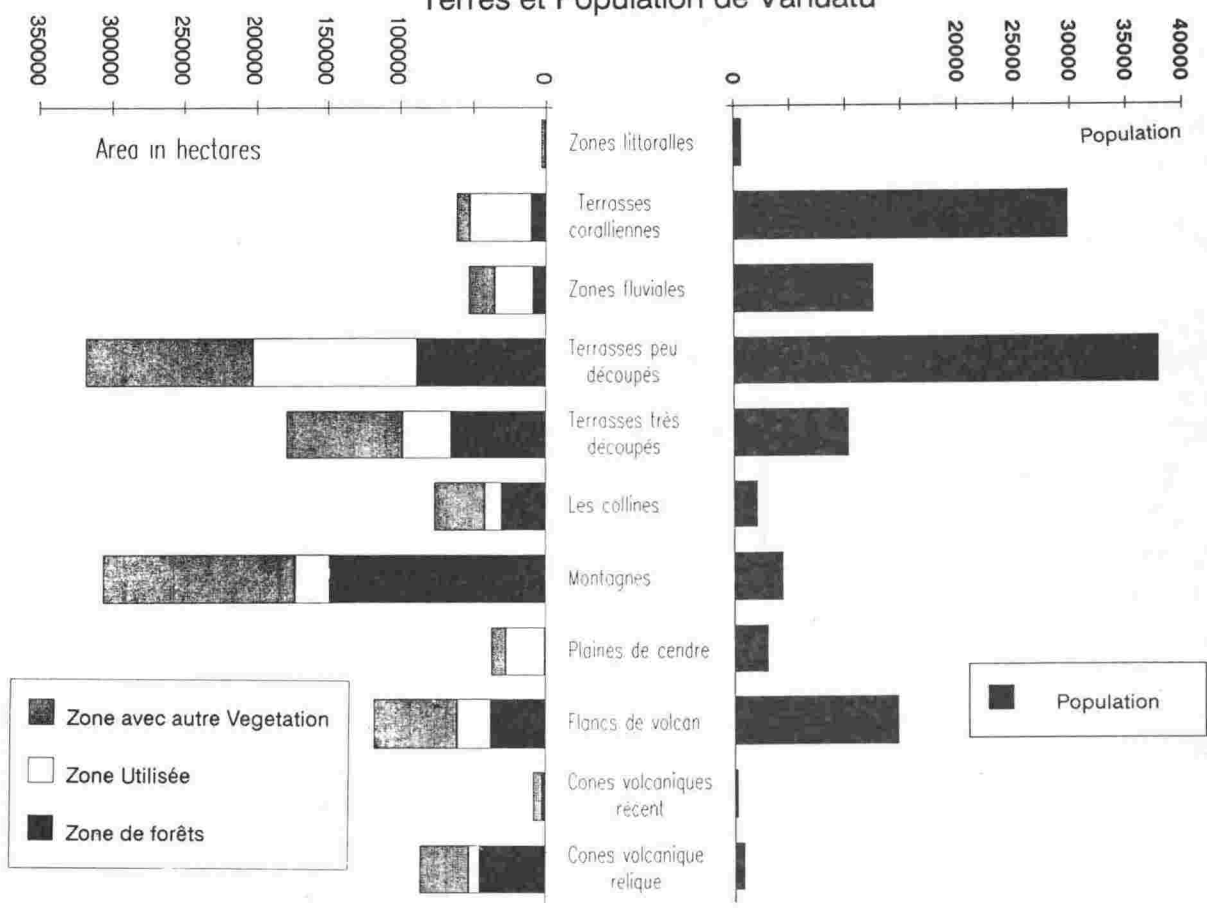 Terres et Population de Vanuatu
350000
300000
250000
200000
150000
100000
0
0
20000
25000
30000
35000
40000
Area in hectares
Population
Zones littoralles
Terrasses
coralliennes
Zones fluviales
Terrasses peu
découpés
Terrasses très
découpés
Les collines
Montagnes
Plaines de cendre
Flancs de volcan
Cones volcaniques
récent
Cones volcanique
relique
Zone avec autre Vegetation
Zone Utilisée
Zone de forêts
Population